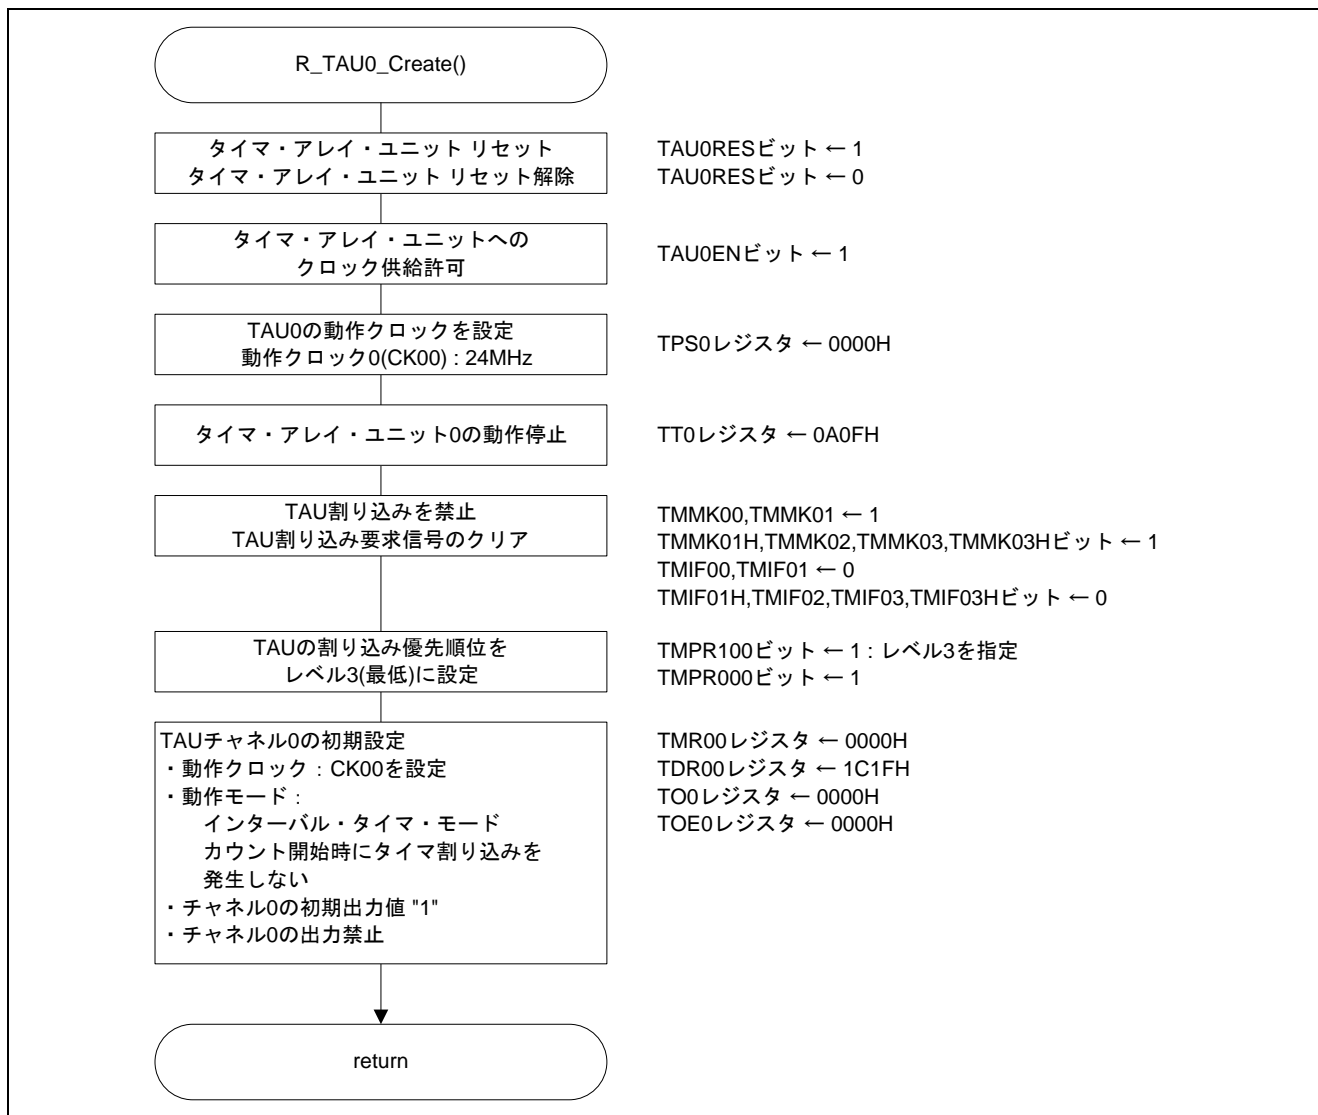 R_TAU0_Create()
タイマ・アレイ・ユニット リセット
タイマ・アレイ・ユニット リセット解除
TAU0RESビット ← 1
TAU0RESビット ← 0
タイマ・アレイ・ユニットへの
クロック供給許可
TAU0ENビット ← 1
TAU0の動作クロックを設定
動作クロック0(CK00) : 24MHz
TPS0レジスタ ← 0000H
タイマ・アレイ・ユニット0の動作停止
TT0レジスタ ← 0A0FH
TAU割り込みを禁止
TAU割り込み要求信号のクリア
TMMK00,TMMK01 ← 1
TMMK01H,TMMK02,TMMK03,TMMK03Hビット ← 1
TMIF00,TMIF01 ← 0
TMIF01H,TMIF02,TMIF03,TMIF03Hビット ← 0
TAUの割り込み優先順位を
レベル3(最低)に設定
TMPR100ビット ← 1 : レベル3を指定
TMPR000ビット ← 1
TAUチャネル0の初期設定
・動作クロック : CK00を設定
・動作モード :
インターバル・タイマ・モード
カウント開始時にタイマ割り込みを
発生しない
・チャネル0の初期出力値 "1"
・チャネル0の出力禁止
TMR00レジスタ ← 0000H
TDR00レジスタ ← 1C1FH
TO0レジスタ ← 0000H
TOE0レジスタ ← 0000H
return